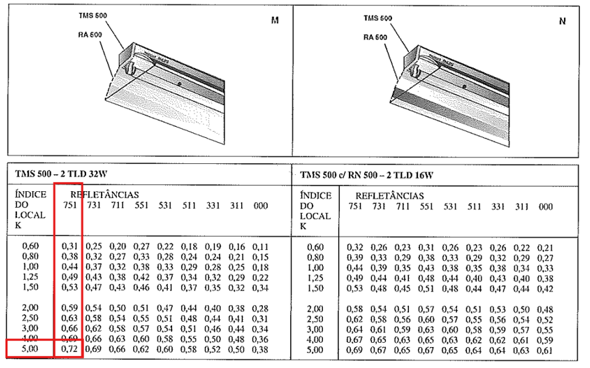 M
TMS 500
RA 500
N
TMS 500
RA 500
TMS 500 – 2 TLD 32W
ÍNDICE REFLETÂNCIAS
DO 751 731 711 551 531 511 331 311 000
LOCAL
K
0,60 0,31 0,25 0,20 0,27 0,22 0,18 0,19 0,16 0,11
0,80 0,38 0,32 0,27 0,33 0,28 0,24 0,24 0,21 0,15
1,00 0,44 0,37 0,32 0,38 0,33 0,29 0,28 0,25 0,18
1,25 0,49 0,43 0,38 0,42 0,37 0,34 0,32 0,29 0,22
1,50 0,53 0,47 0,43 0,46 0,41 0,37 0,35 0,32 0,34
2,00 0,59 0,54 0,50 0,51 0,47 0,44 0,40 0,38 0,28
2,50 0,63 0,58 0,54 0,55 0,51 0,48 0,44 0,41 0,31
3,00 0,66 0,62 0,58 0,57 0,54 0,51 0,46 0,44 0,34
4,00 0,69 0,66 0,63 0,60 0,58 0,55 0,50 0,48 0,36
5,00 0,72 0,69 0,66 0,62 0,60 0,58 0,52 0,50 0,38
TMS 500 c/ RN 500 – 2 TLD 16W
ÍNDICE REFLETÂNCIAS
DO 751 731 711 551 531 511 331 311 000
LOCAL
K
0,60 0,32 0,26 0,23 0,31 0,26 0,23 0,26 0,22 0,21
0,80 0,39 0,33 0,29 0,38 0,33 0,29 0,32 0,29 0,27
1,00 0,44 0,39 0,35 0,43 0,38 0,35 0,38 0,34 0,33
1,25 0,49 0,44 0,41 0,48 0,44 0,40 0,43 0,40 0,38
1,50 0,53 0,48 0,45 0,51 0,48 0,44 0,47 0,44 0,42
2,00 0,58 0,54 0,51 0,57 0,54 0,51 0,53 0,50 0,48
2,50 0,62 0,58 0,56 0,60 0,57 0,55 0,56 0,54 0,52
3,00 0,64 0,61 0,59 0,63 0,60 0,58 0,59 0,57 0,55
4,00 0,67 0,65 0,63 0,65 0,63 0,62 0,62 0,61 0,59
5,00 0,69 0,67 0,65 0,67 0,65 0,64 0,64 0,63 0,61